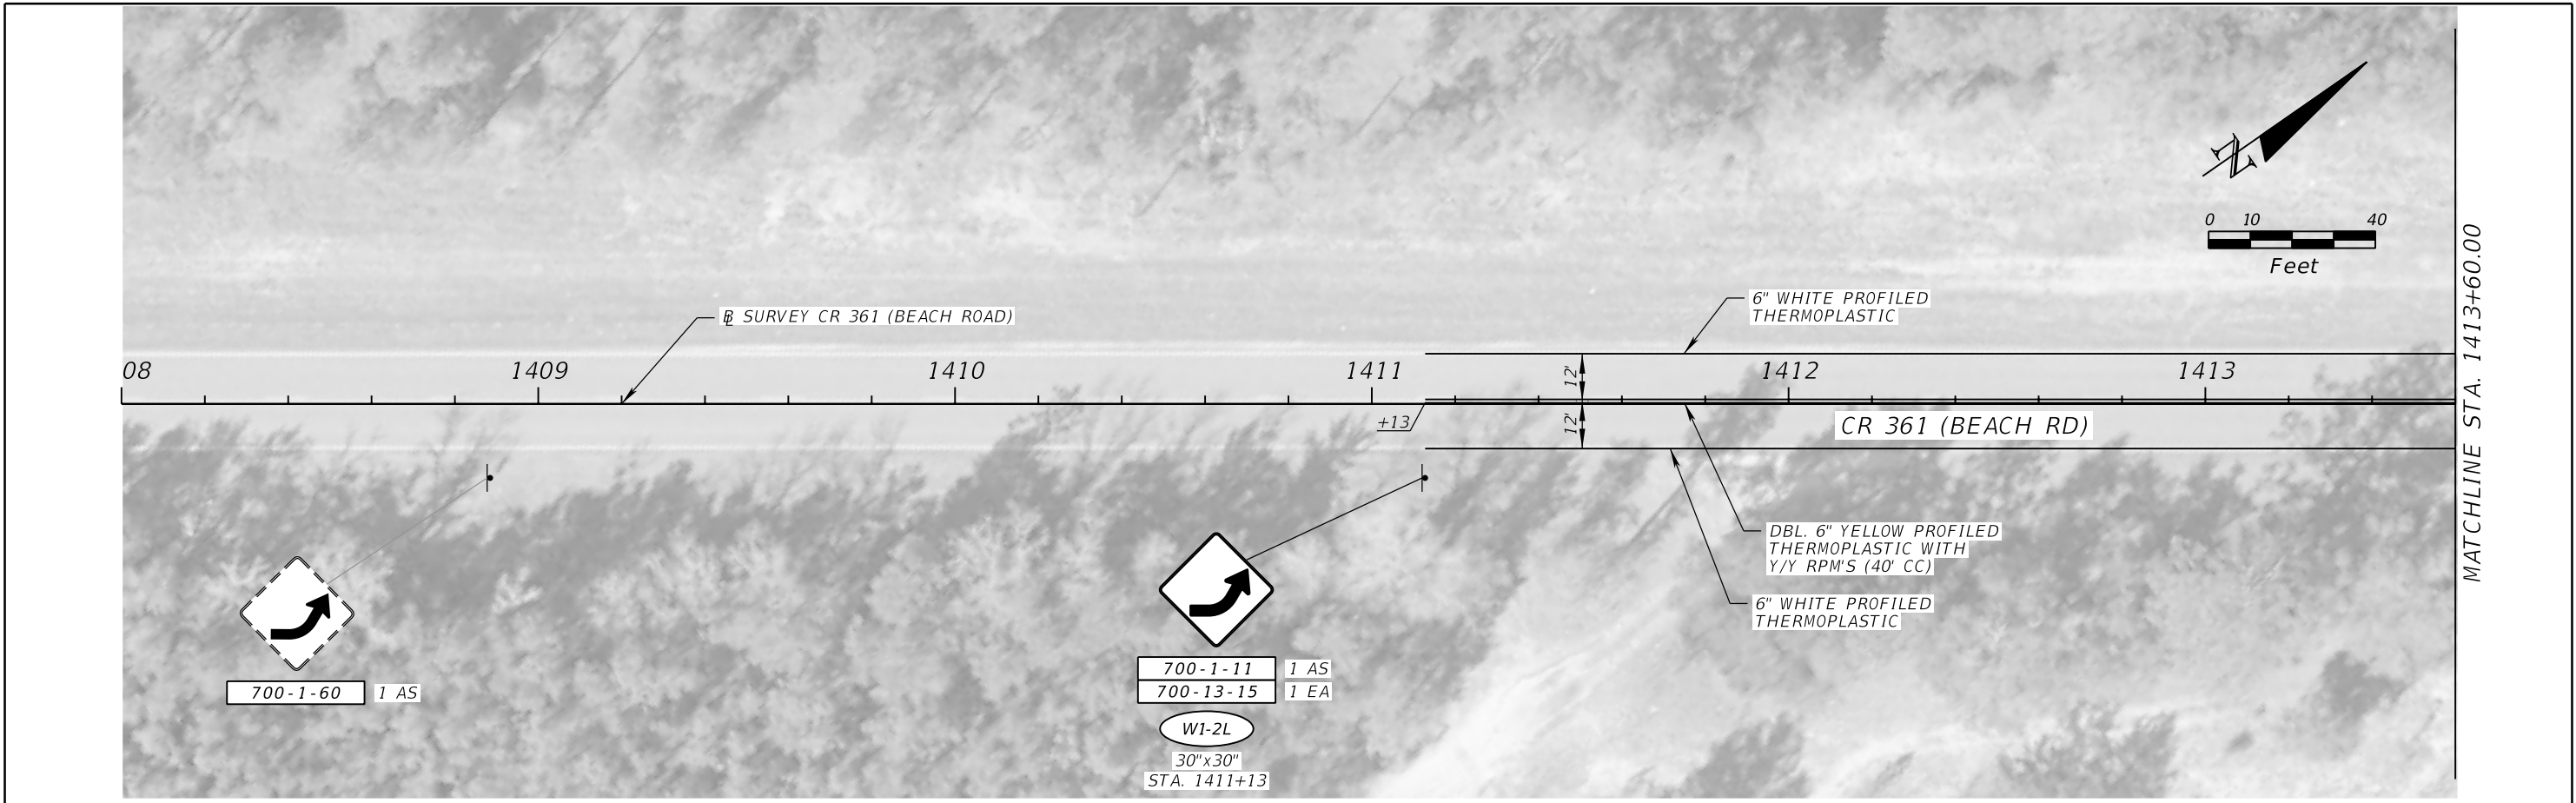 N
0 10 40
Feet
MATCHLINE STA. 1413+60.00
6" WHITE PROFILED
THERMOPLASTIC
BL SURVEY CR 361 (BEACH ROAD)
08 1409 1410 1411 1412 1413
12'
12'
+13
CR 361 (BEACH RD)
DBL. 6" YELLOW PROFILED
THERMOPLASTIC WITH
Y/Y RPM'S (40' CC)
6" WHITE PROFILED
THERMOPLASTIC
700-1-60 1 AS
700-1-11 1 AS
700-13-15 1 EA
W1-2L
30"x30"
STA. 1411+13